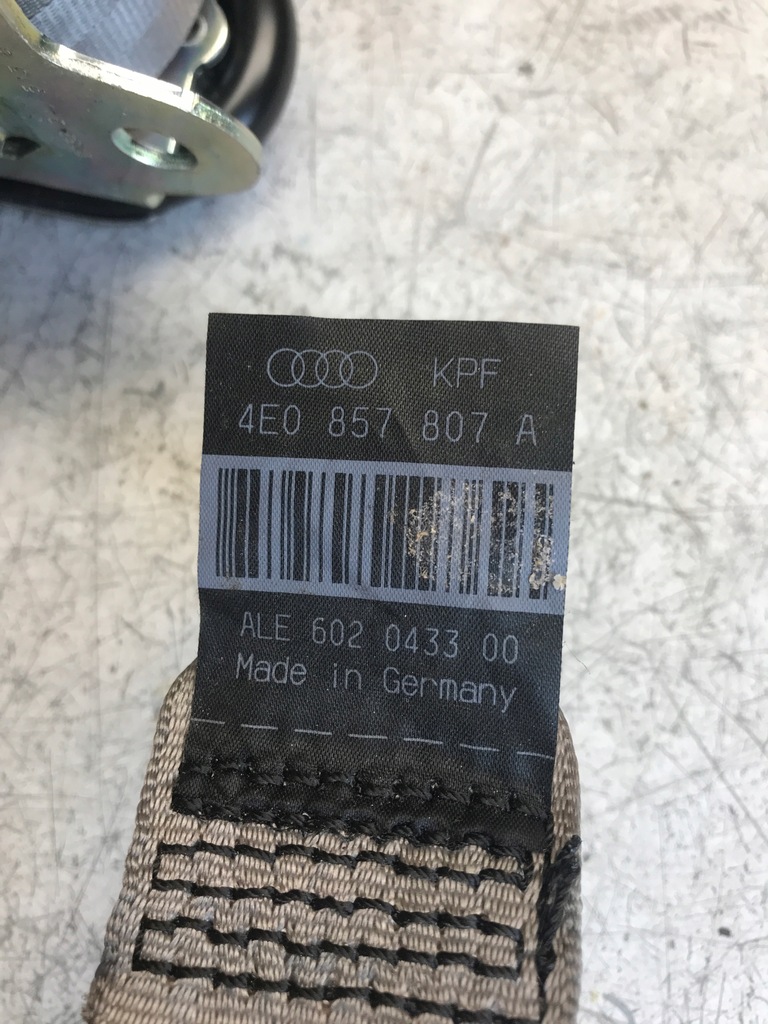 KPF
4E0 857 807 A
ALE 602 0433 00
Made in Germany